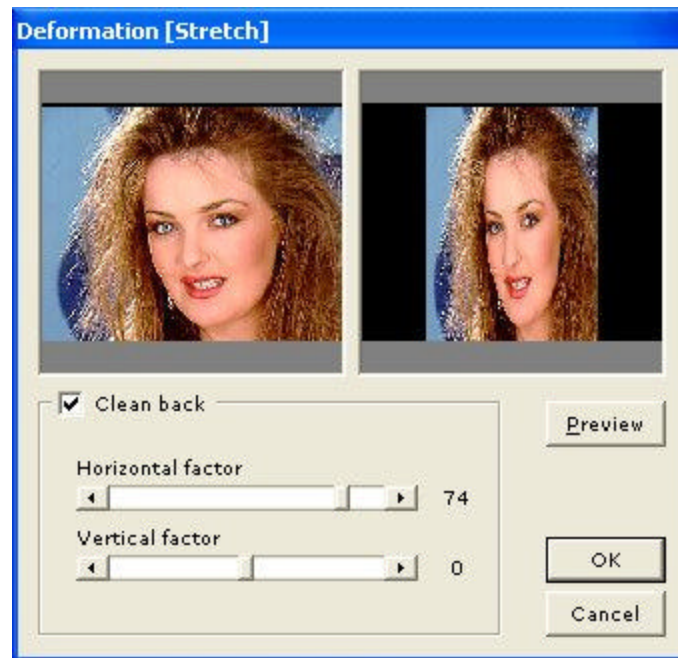 Deformation [Stretch]
Clean back
Preview
Horizontal factor
74
Vertical factor
0
OK
Cancel